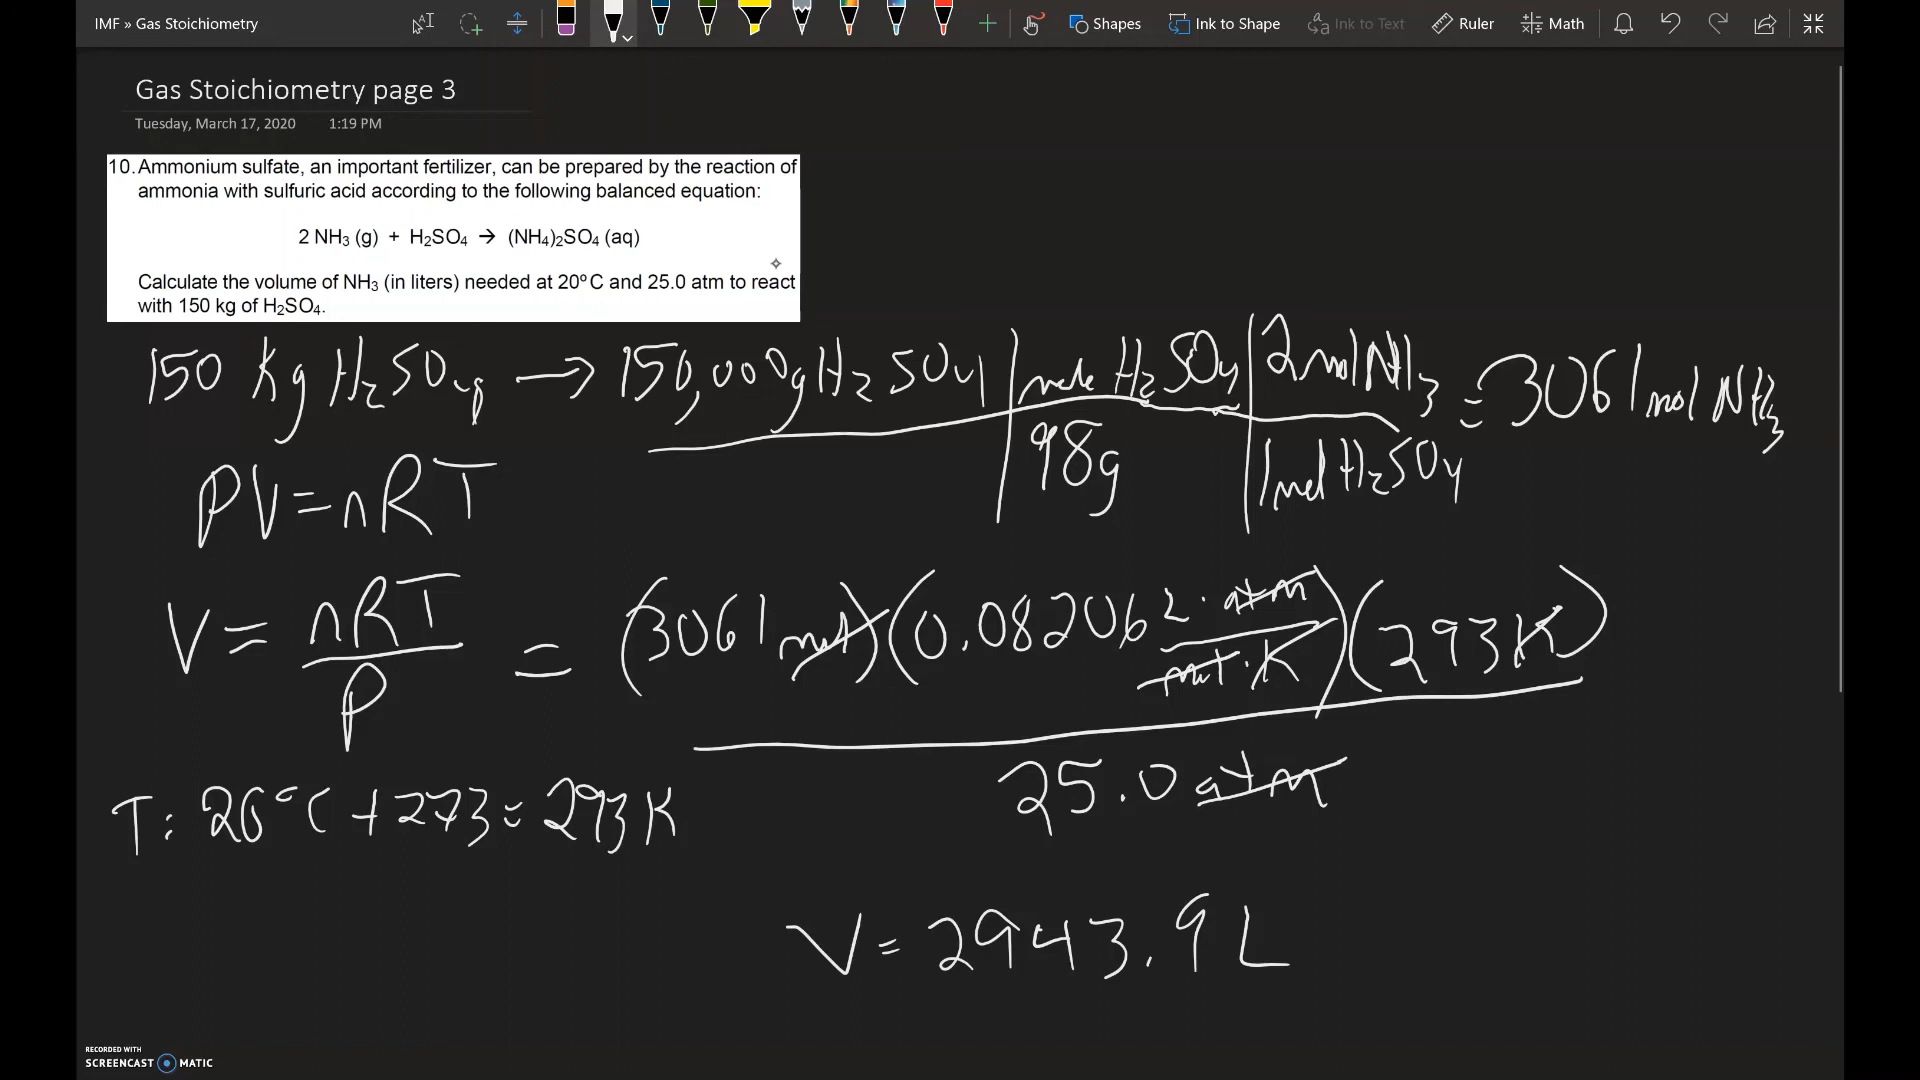 IMF » Gas Stoichiometry
Shapes Ink to Shape Ink to Text Ruler Math
Gas Stoichiometry page 3
Tuesday, March 17, 2020 1:19 PM
10. Ammonium sulfate, an important fertilizer, can be prepared by the reaction of
ammonia with sulfuric acid according to the following balanced equation:
2 NH₃ (g) + H₂SO₄ → (NH₄)₂SO₄ (aq)
Calculate the volume of NH₃ (in liters) needed at 20°C and 25.0 atm to react
with 150 kg of H₂SO₄.
150 Kg H₂SO₄ → 150,000g H₂SO₄ | mole H₂SO₄ | 2 mol NH₃ = 3061 mol NH₃
98g | 1 mol H₂SO₄
PV = nRT
V = nRT / P = (3061 mol)(0.08206 L·atm / mol·K)(293K)
25.0 atm
T: 20°C + 273 = 293 K
V = 2943.9 L
RECORDED WITH
SCREENCAST MATIC